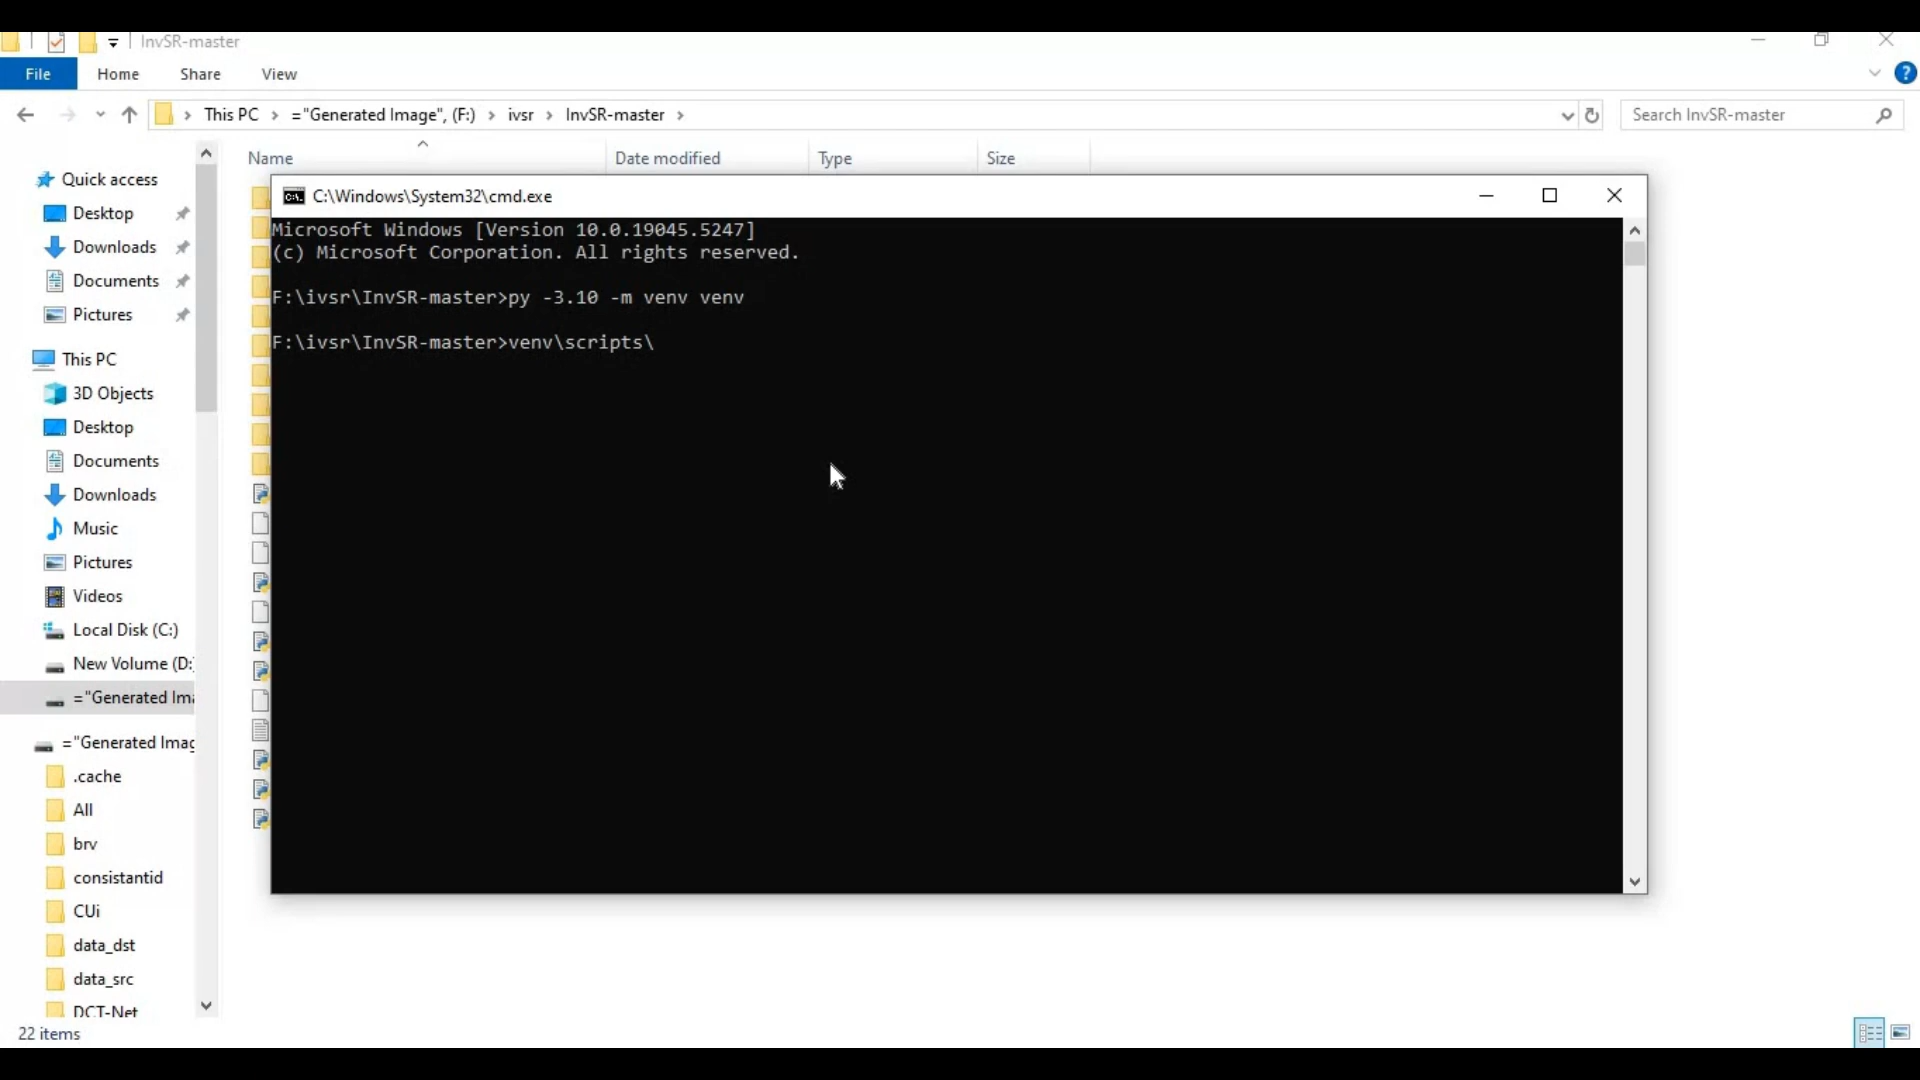 InvSR-master
File Home Share View
This PC ="Generated Image", (F:) ivsr InvSR-master
Search InvSR-master
Name Date modified Type Size
Quick access
Desktop
Downloads
Documents
Pictures
This PC
3D Objects
Desktop
Documents
Downloads
Music
Pictures
Videos
Local Disk (C:)
New Volume (D:)
="Generated Ima
="Generated Imag
.cache
All
brv
consistantid
CUi
data_dst
data_src
DCT-Net
22 items
C:\Windows\System32\cmd.exe
Microsoft Windows [Version 10.0.19045.5247]
(c) Microsoft Corporation. All rights reserved.
F:\ivsr\InvSR-master>py -3.10 -m venv venv
F:\ivsr\InvSR-master>venv\scripts\